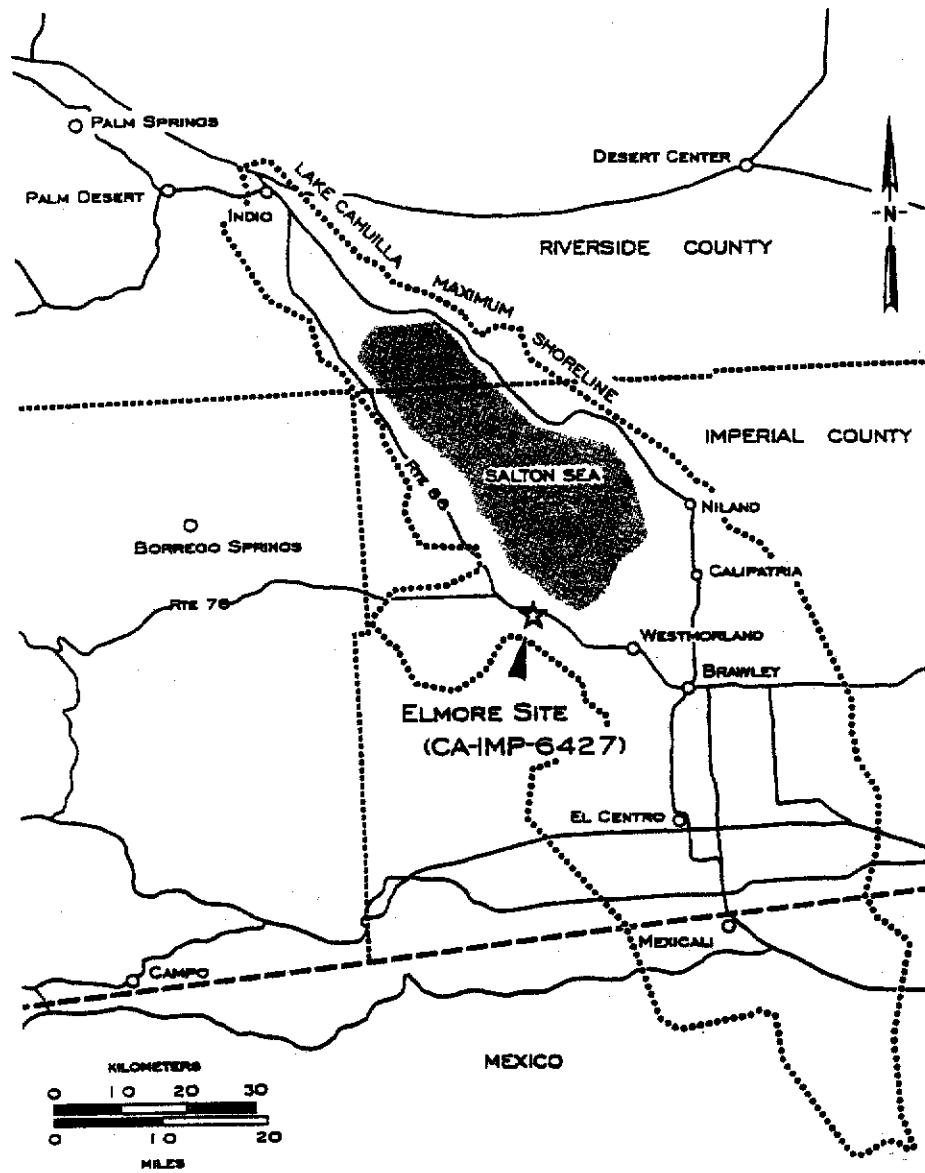 PALM SPRINGS
DESERT CENTER
PALM DESERT
INDIO
LAKE CAHUILLA MAXIMUM SHORELINE
-N-
RIVERSIDE COUNTY
IMPERIAL COUNTY
SALTON SEA
RTE 86
NILAND
BORREGO SPRINGS
CALIPATRIA
RTE 78
WESTMORLAND
BRAWLEY
ELMORE SITE
(CA-IMP-6427)
EL CENTRO
MEXICALI
CAMPO
MEXICO
KILOMETERS
0 10 20 30
0 10 20
MILES